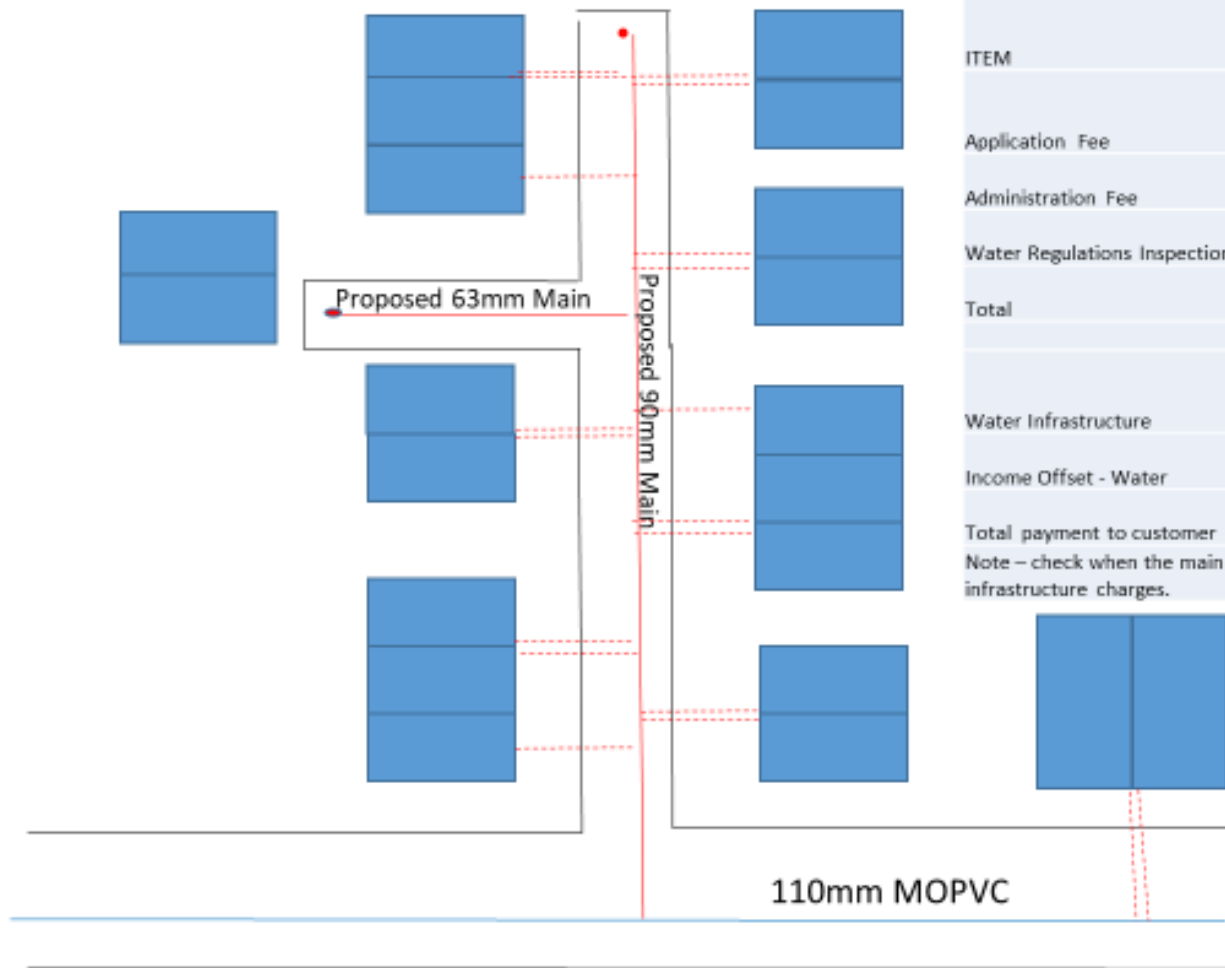 ITEM
Application Fee
Administration Fee
Water Regulations Inspection
Total
Proposed 63mm Main
Proposed 90mm Main
Water Infrastructure
Income Offset - Water
Total payment to customer
Note – check when the main
infrastructure charges.
110mm MOPVC